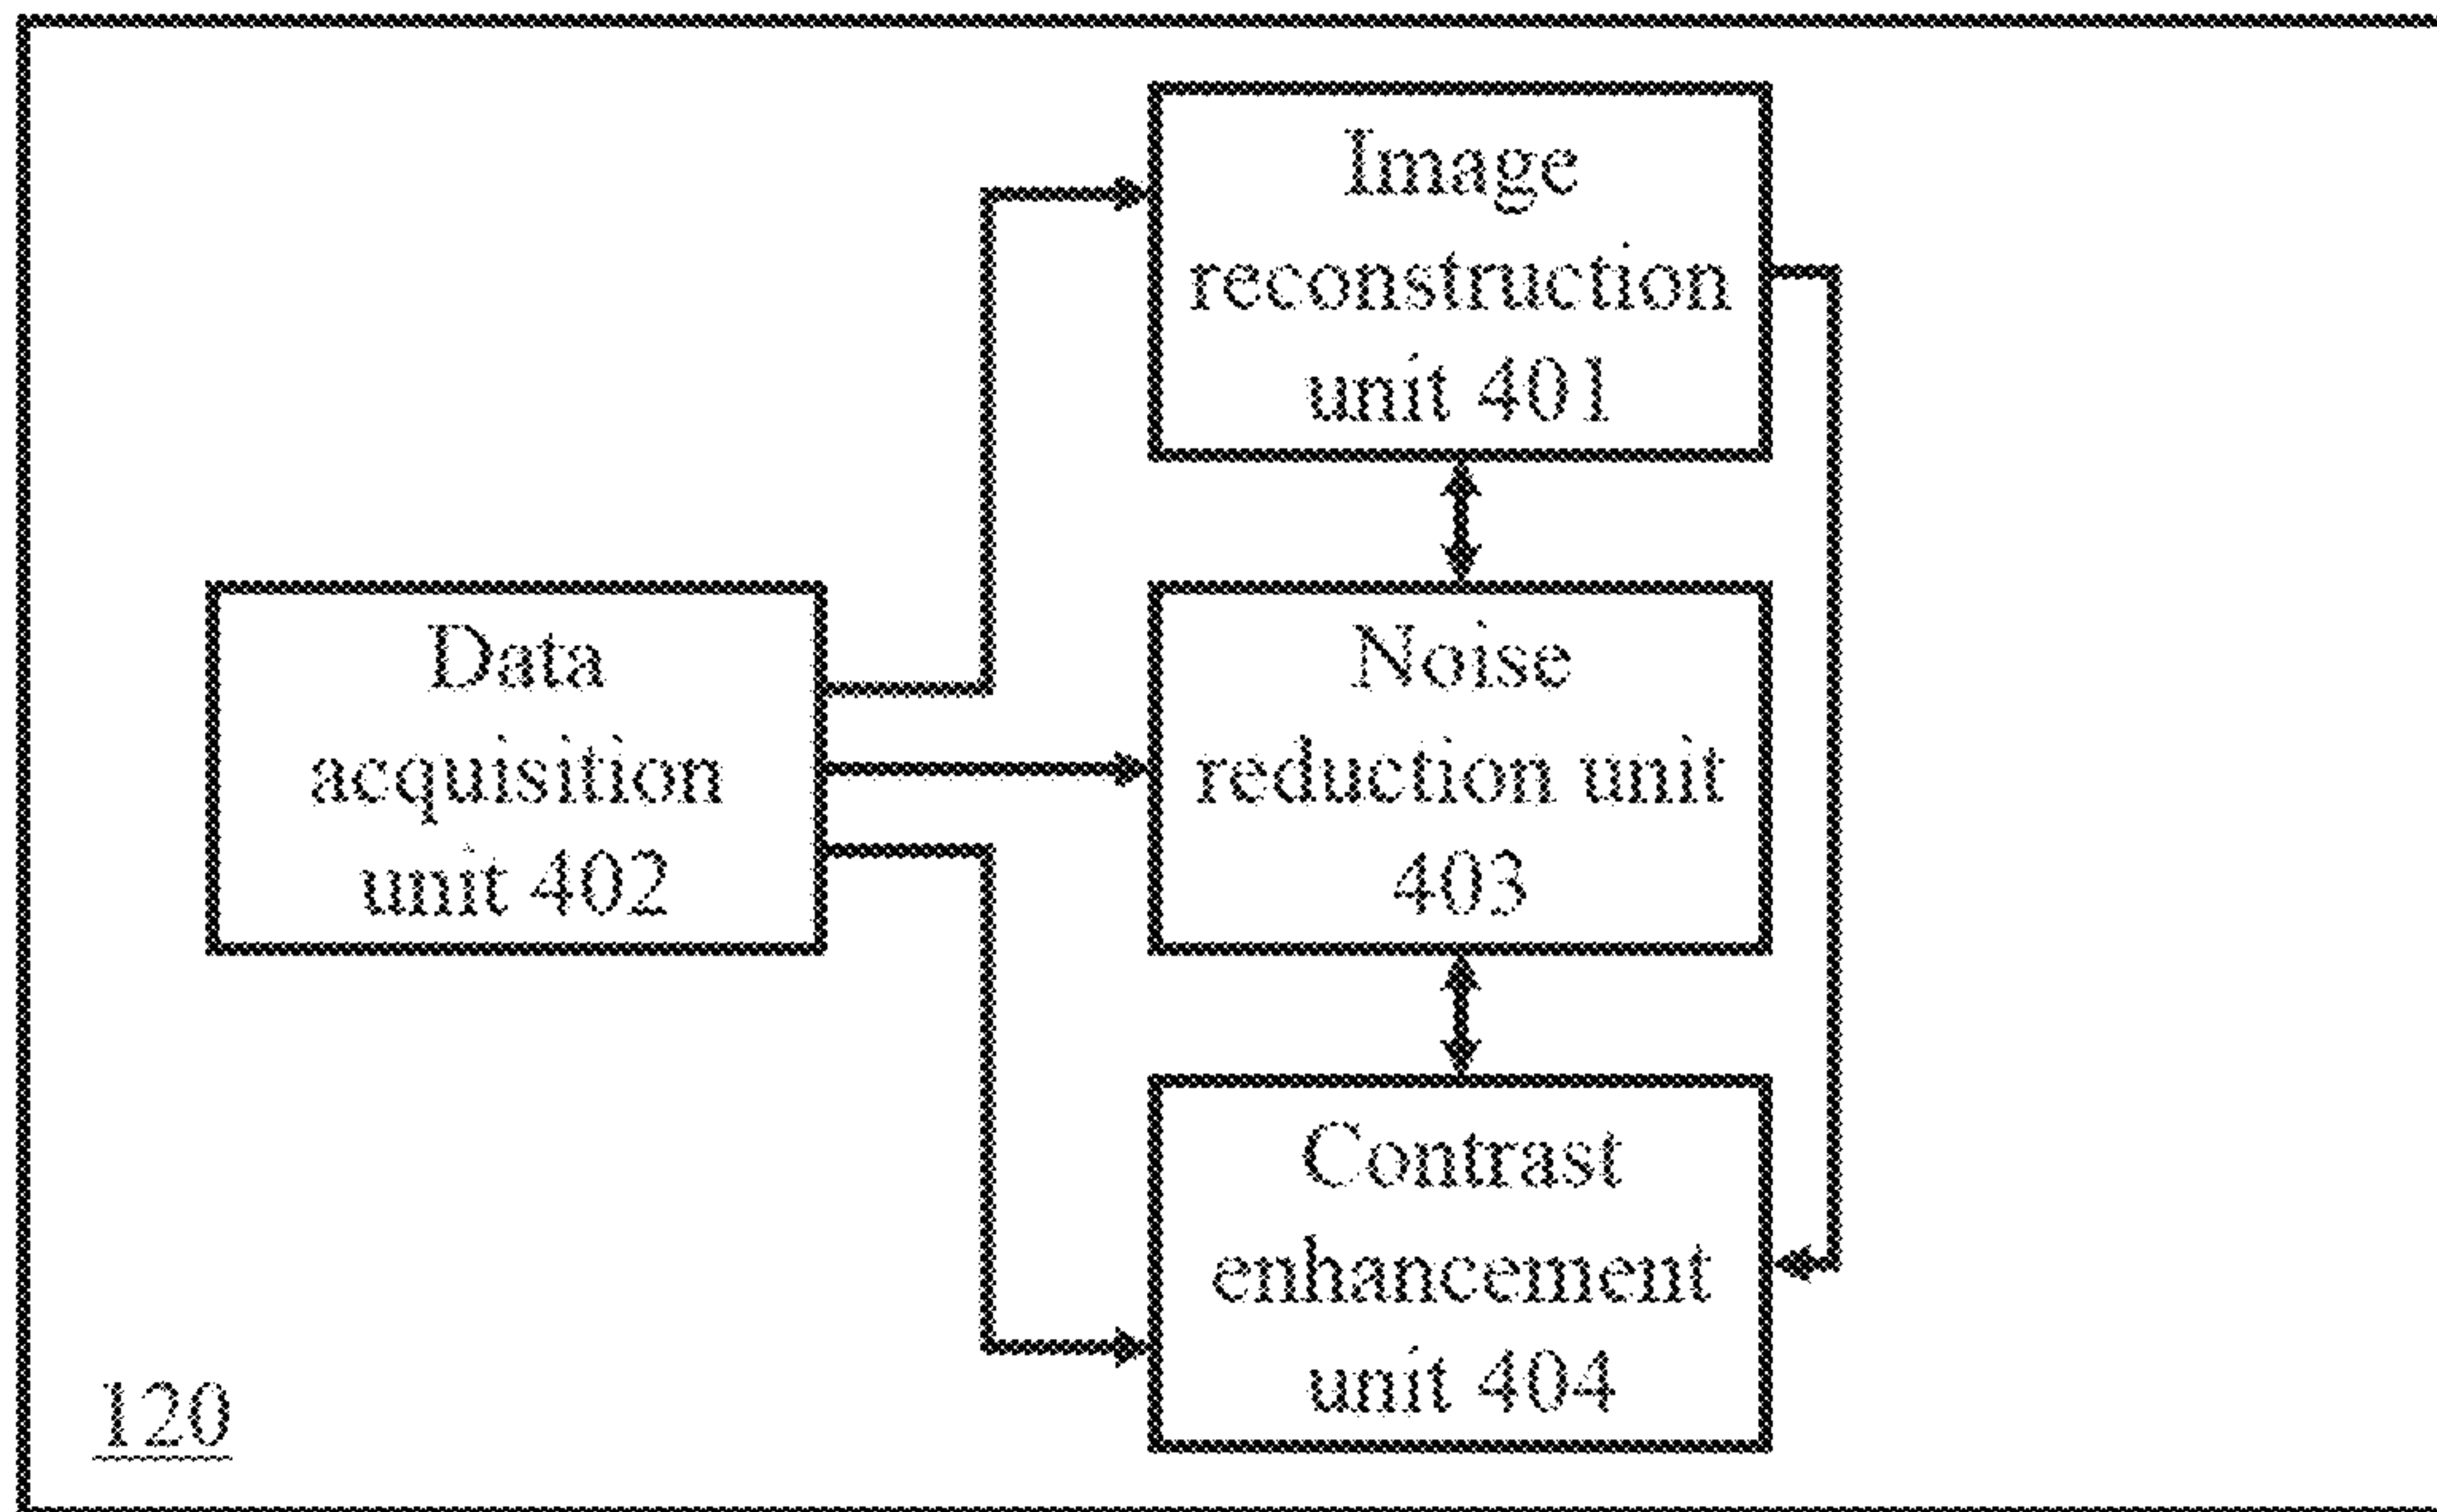 Image
reconstruction
unit 401
Data
acquisition
unit 402
Noise
reduction unit
403
Contrast
enhancement
unit 404
120